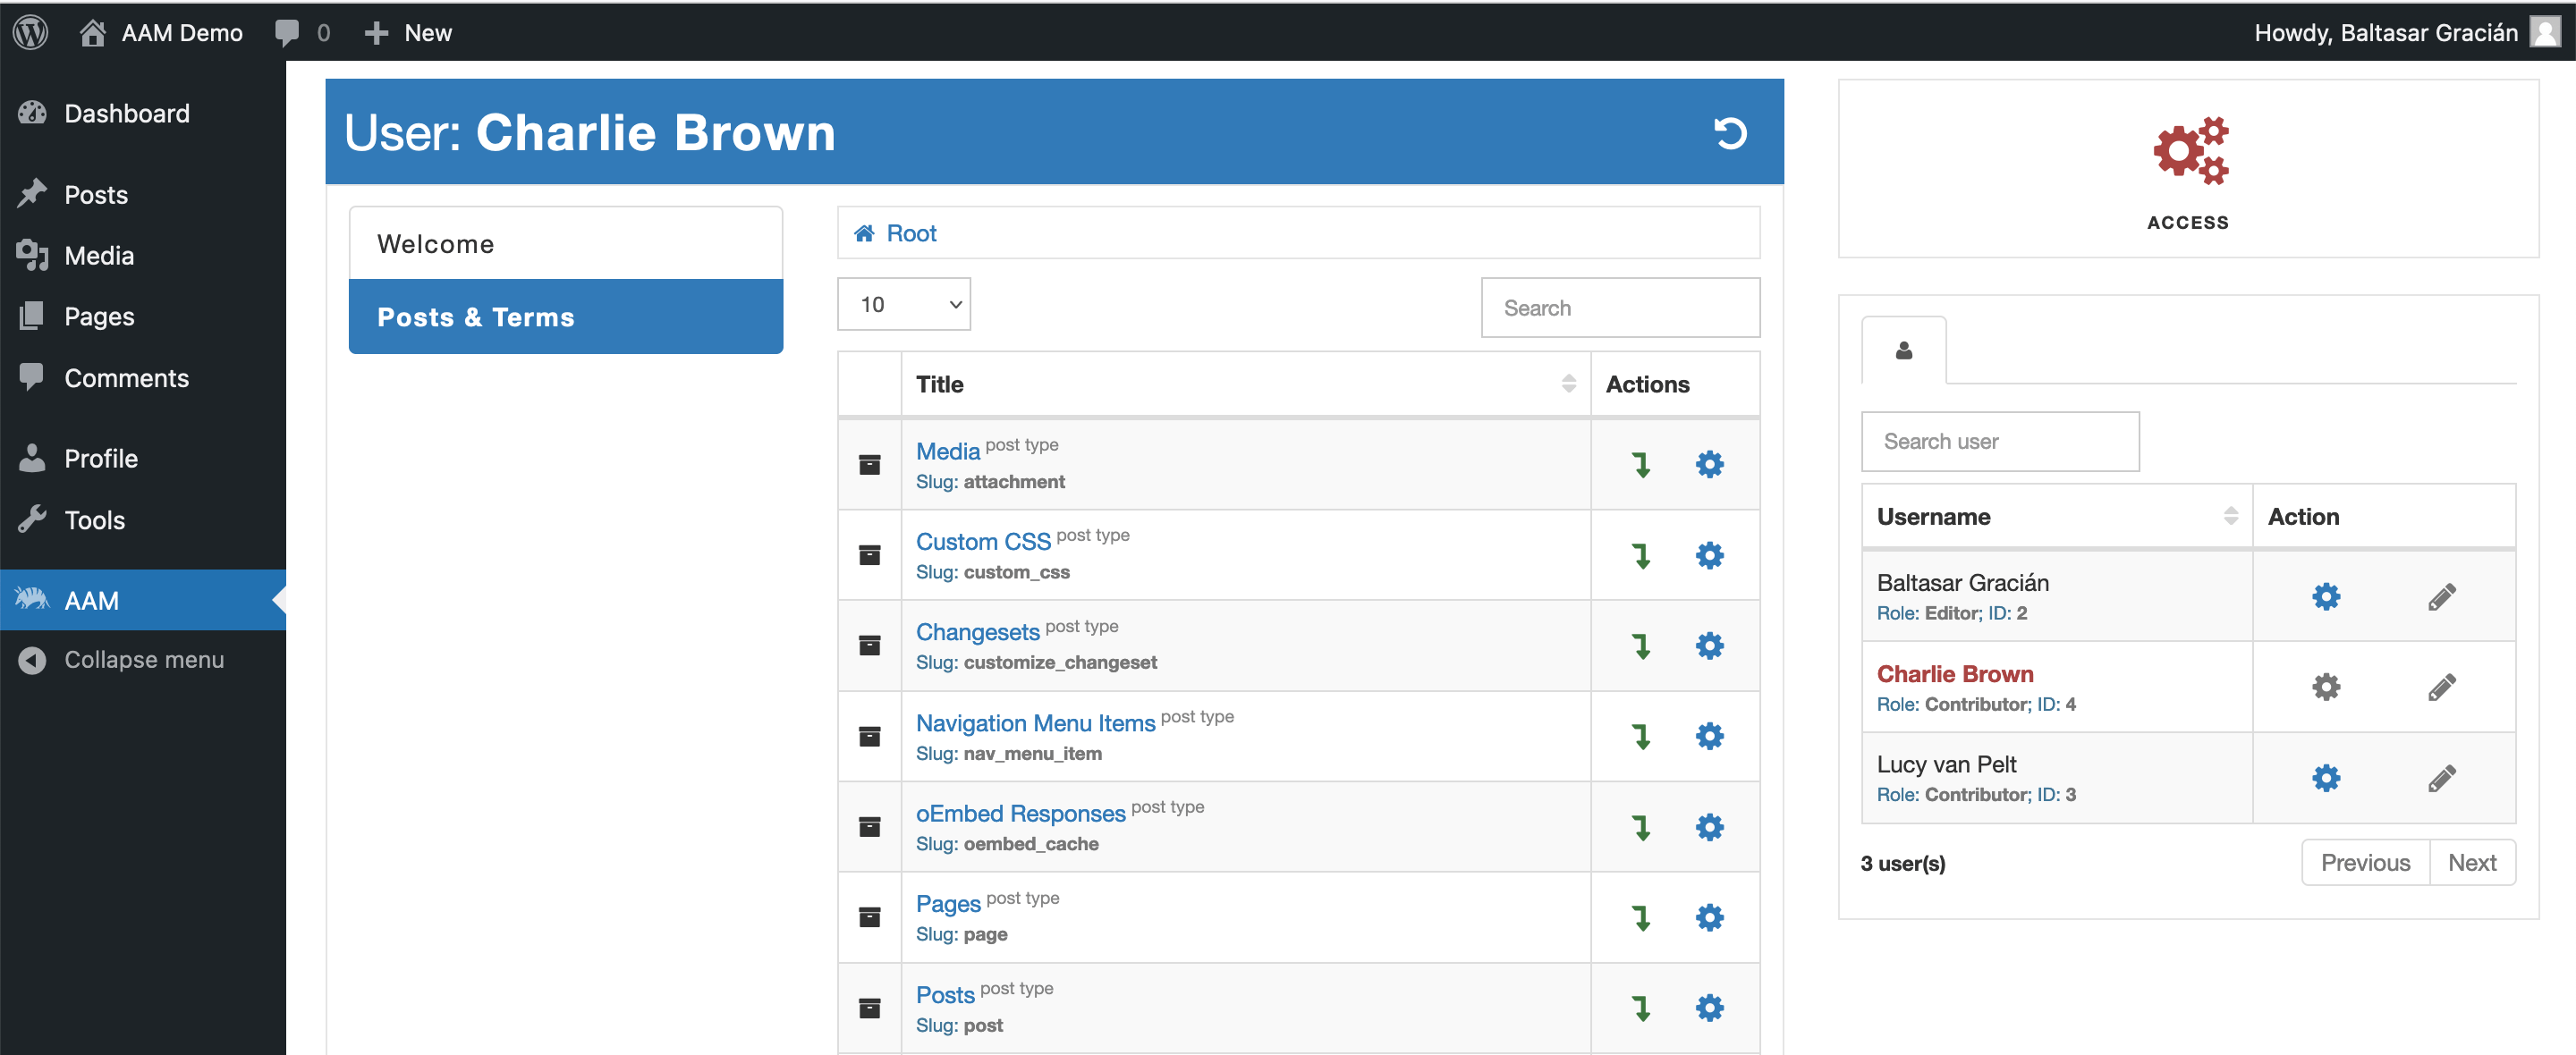 AAM Demo
0
New
Howdy, Baltasar Gracián
Dashboard
Posts
Media
Pages
Comments
Profile
Tools
AAM
Collapse menu
User: Charlie Brown
Welcome
Posts & Terms
Root
10
Search
Title
Actions
Media post type
Slug: attachment
Custom CSS post type
Slug: custom_css
Changesets post type
Slug: customize_changeset
Navigation Menu Items post type
Slug: nav_menu_item
oEmbed Responses post type
Slug: oembed_cache
Pages post type
Slug: page
Posts post type
Slug: post
ACCESS
Search user
Username
Action
Baltasar Gracián
Role: Editor; ID: 2
Charlie Brown
Role: Contributor; ID: 4
Lucy van Pelt
Role: Contributor; ID: 3
3 user(s)
Previous
Next